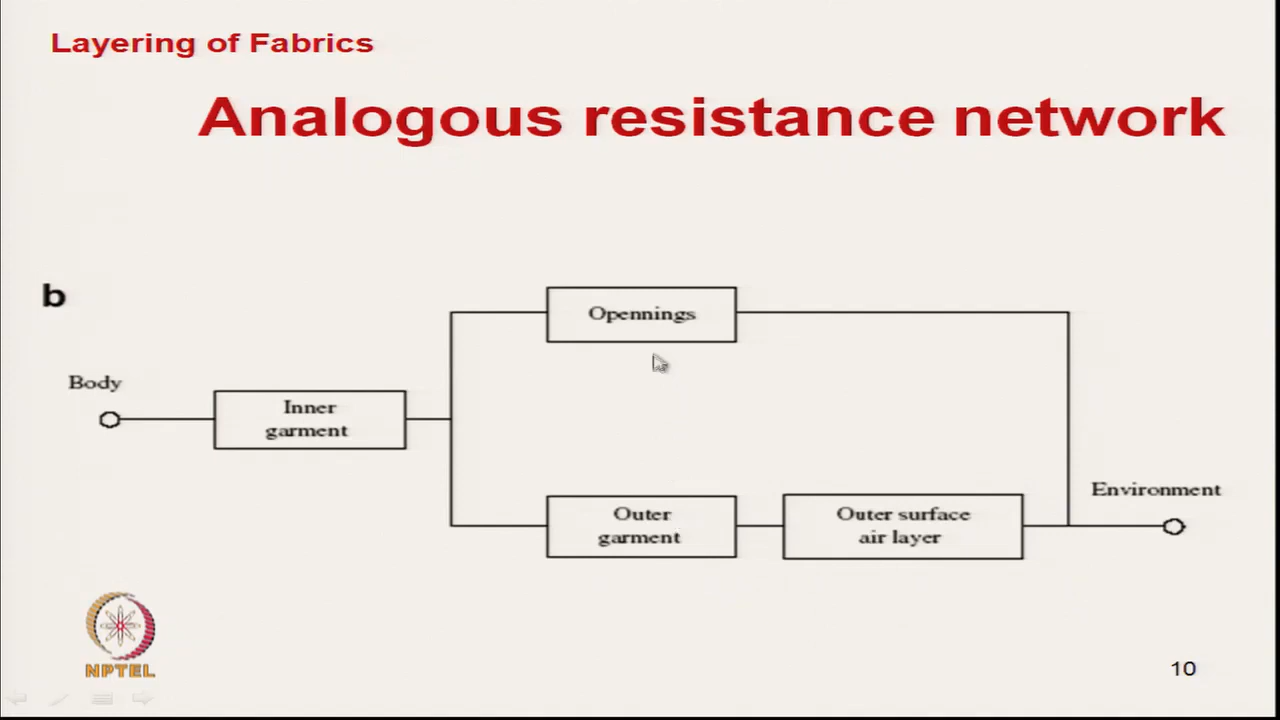 Layering of Fabrics
Analogous resistance network
b
Opennings
Body
Inner
garment
Environment
Outer
garment
Outer surface
air layer
NPTEL
10